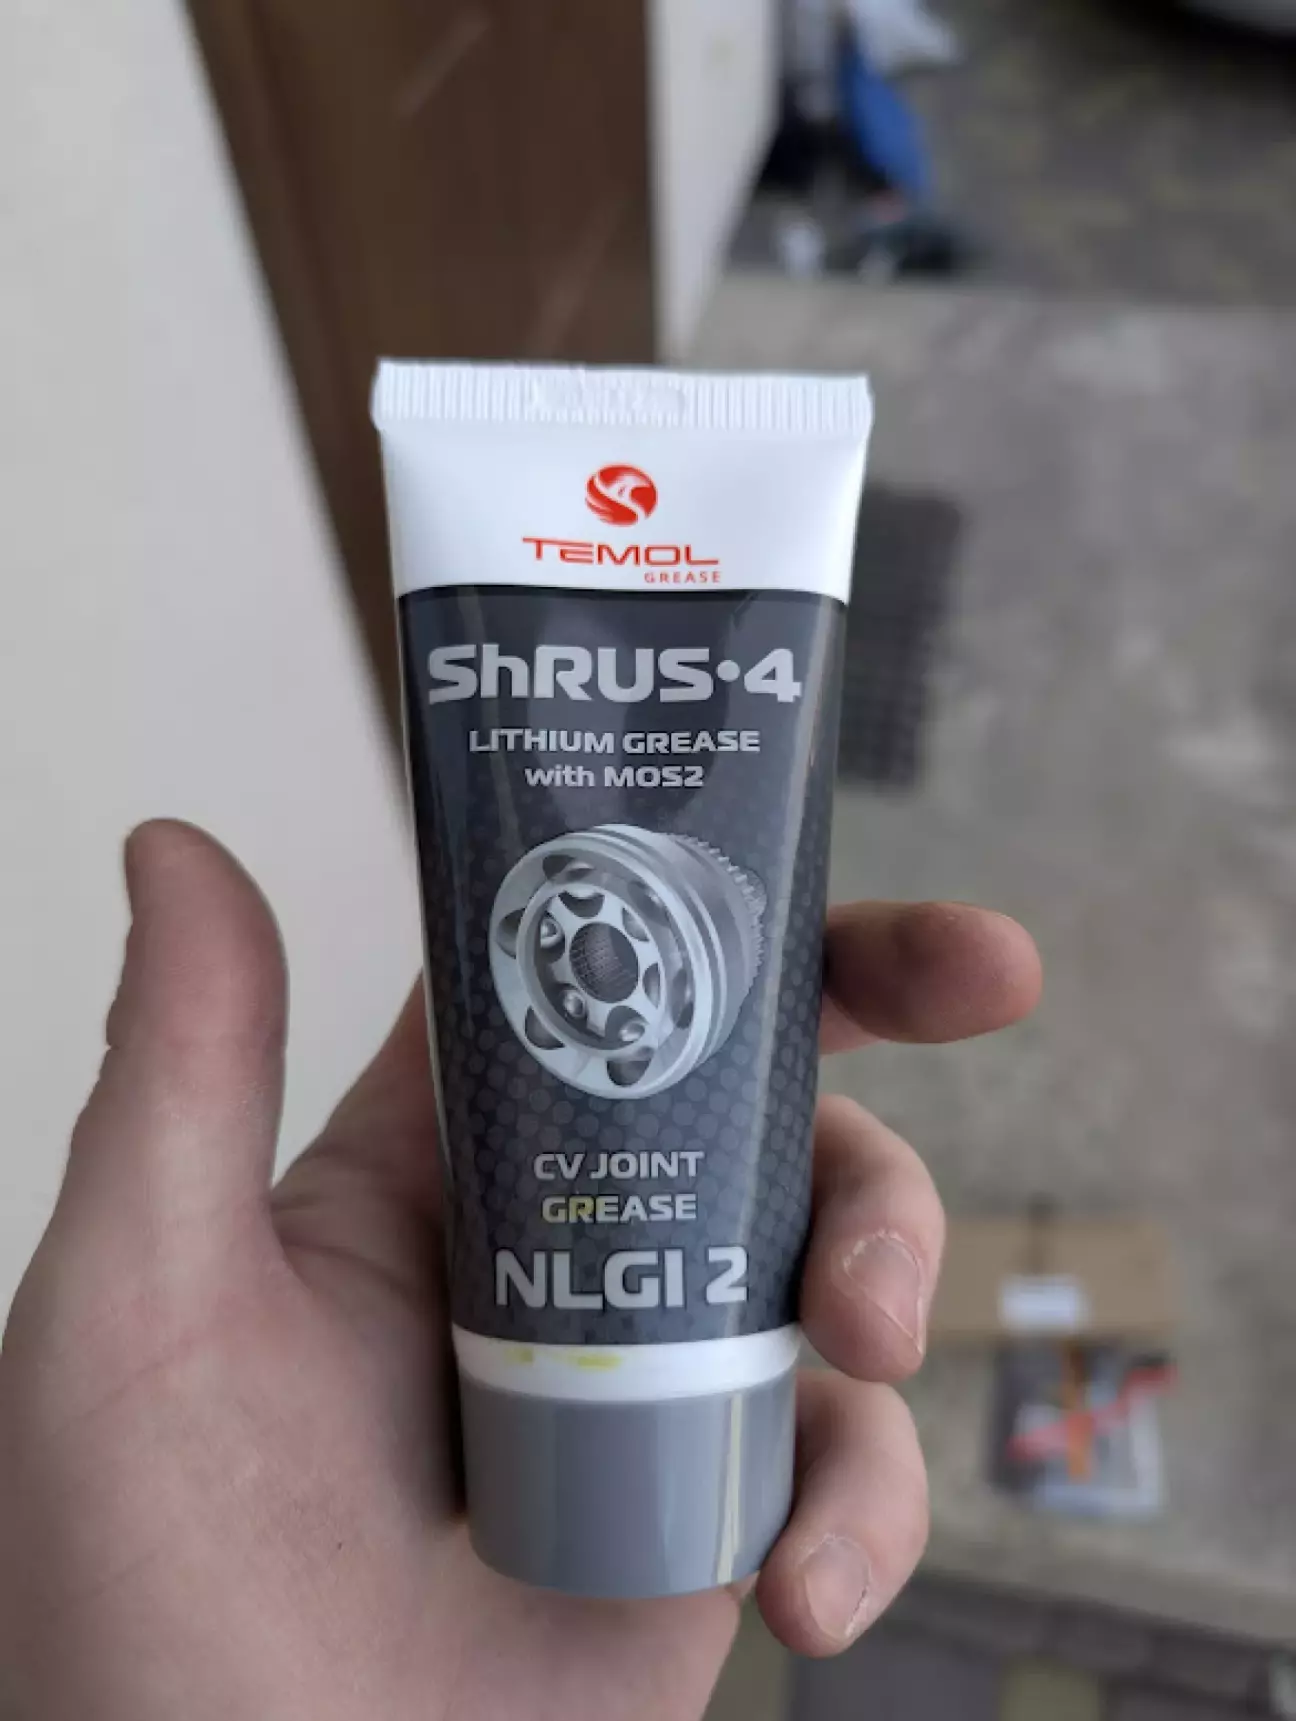 TEMOL
GREASE
ShRUS•4
LITHIUM GREASE
with MOS2
CV JOINT
GREASE
NLGI 2